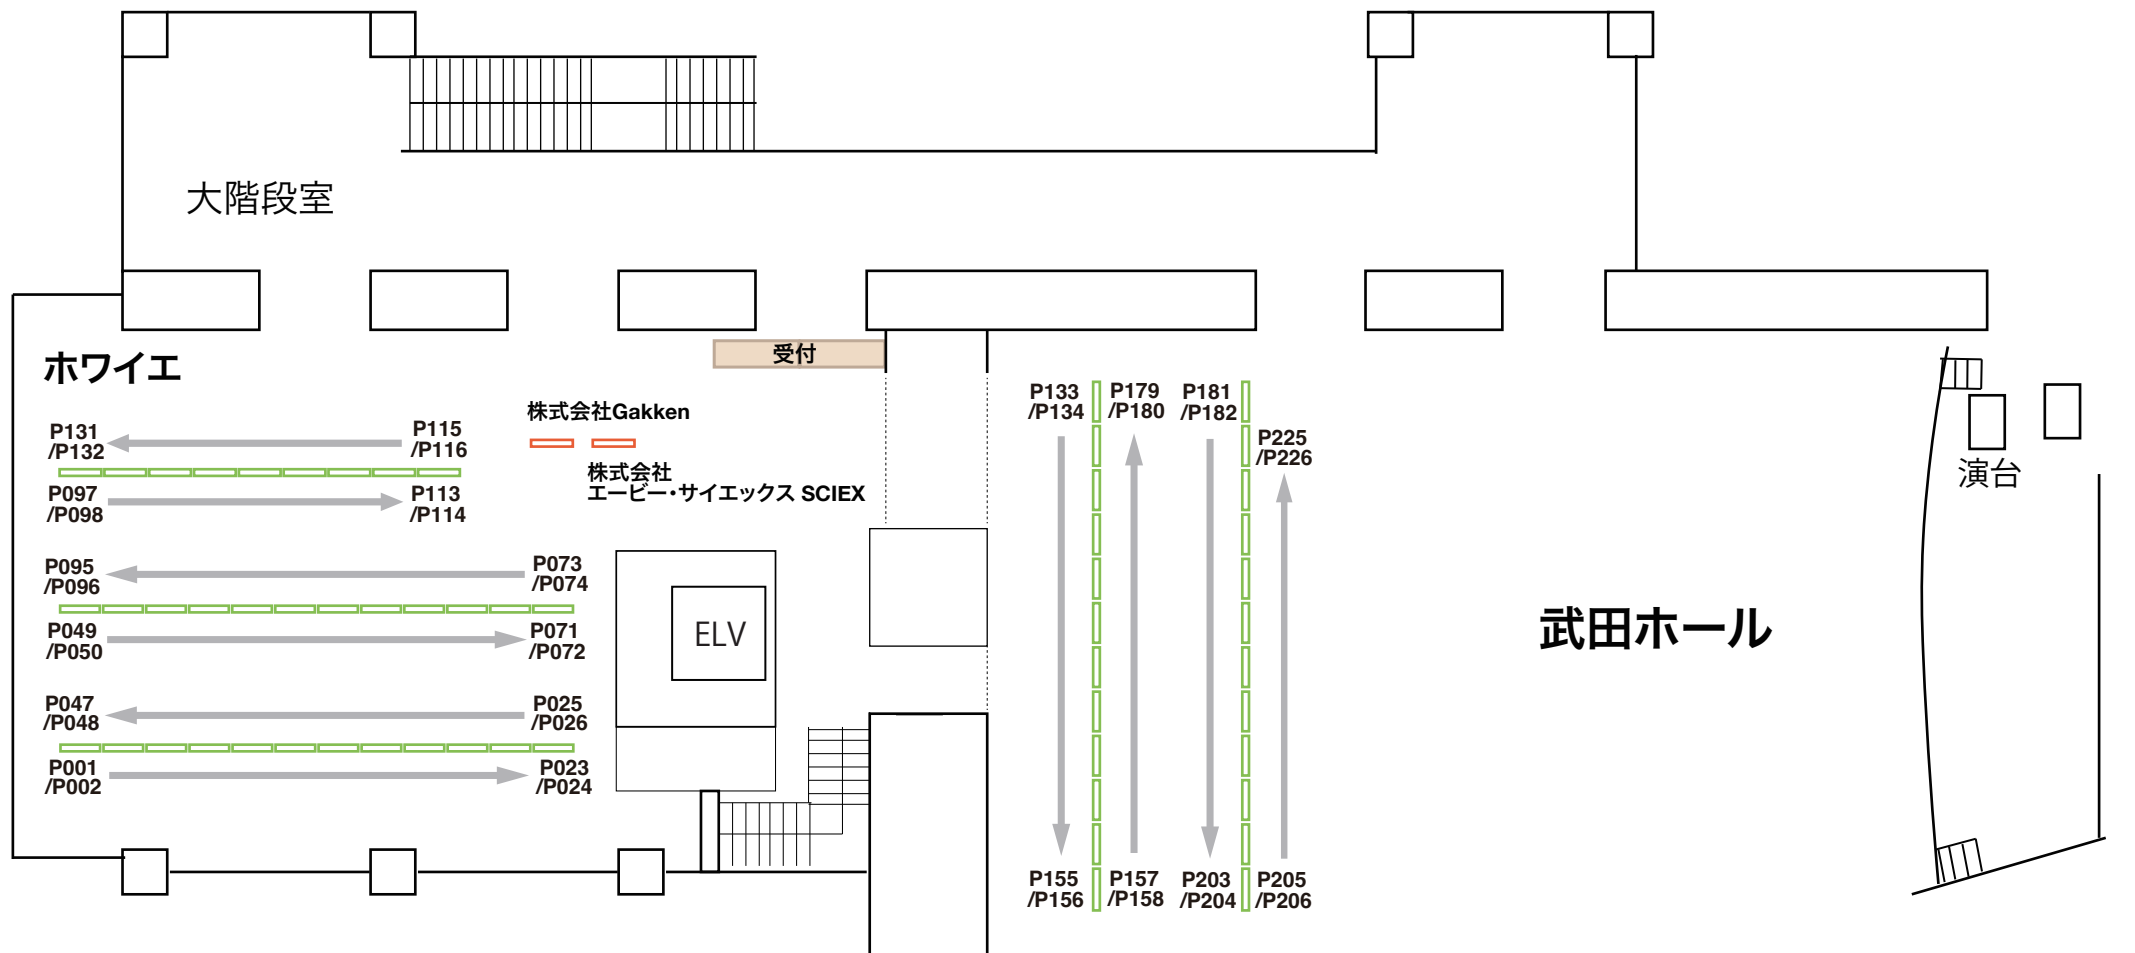 大階段室
ホワイエ
受付
株式会社Gakken
株式会社
エービー・サイエックス SCIEX
P131
/P132
P115
/P116
P097
/P098
P113
/P114
P095
/P096
P073
/P074
P049
/P050
P071
/P072
P047
/P048
P025
/P026
P001
/P002
P023
/P024
ELV
P133
/P134
P179
/P180
P181
/P182
P225
/P226
P155
/P156
P157
/P158
P203
/P204
P205
/P206
武田ホール
演台